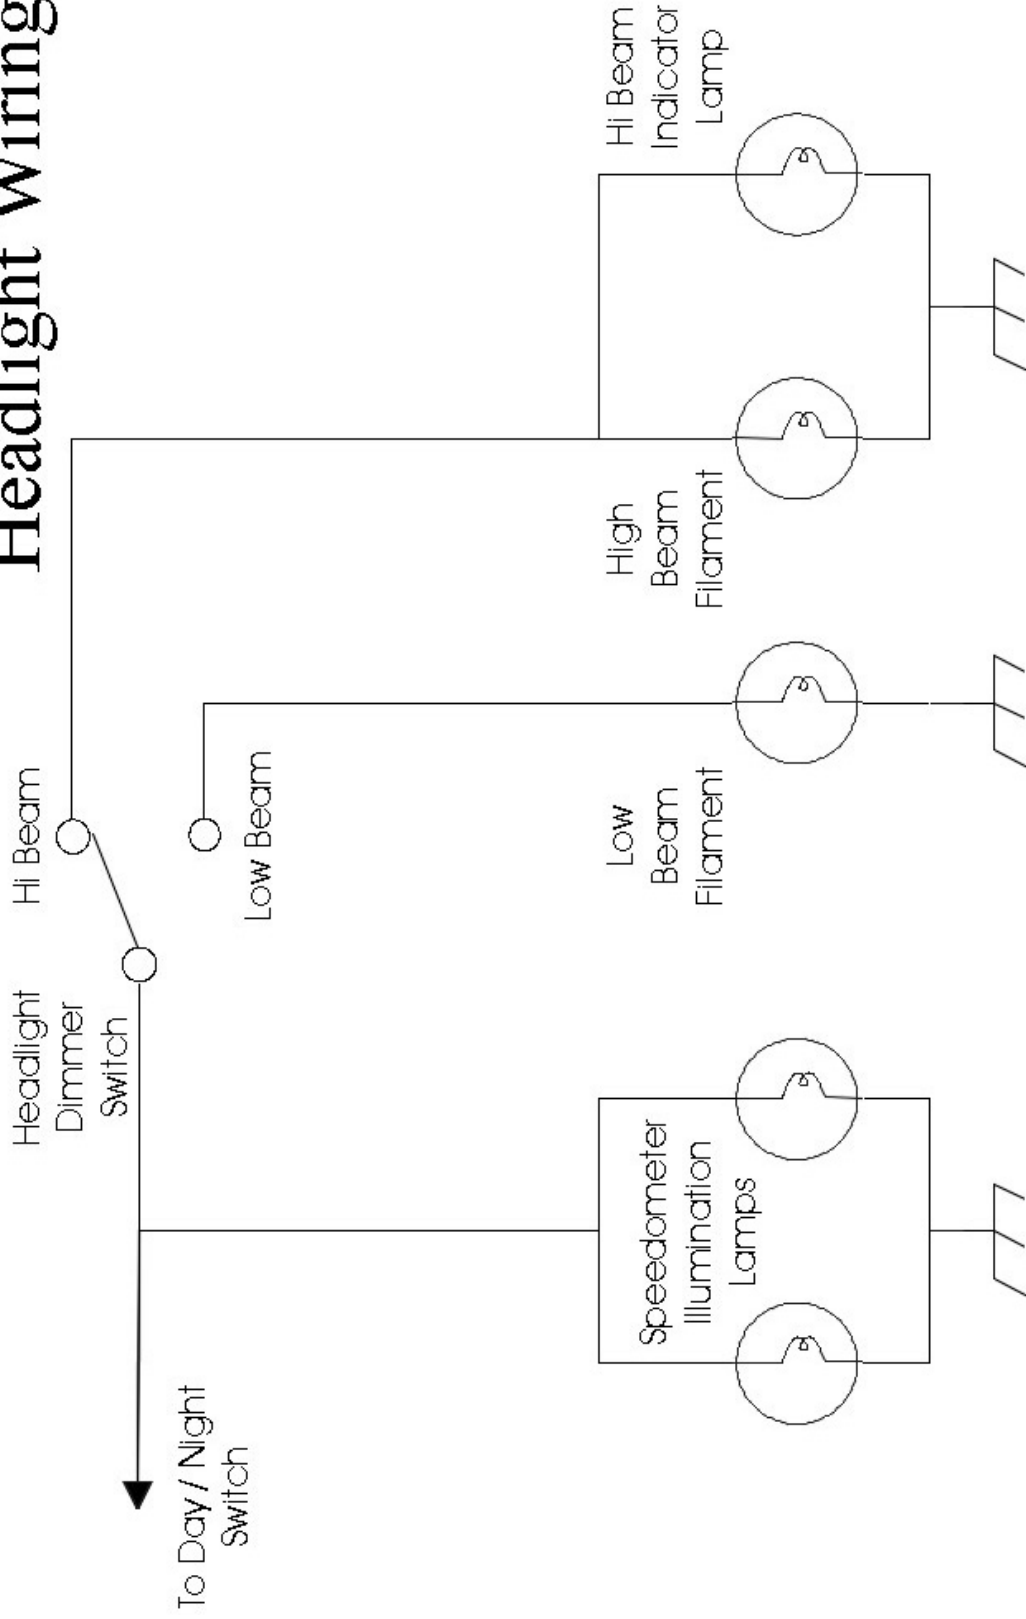 Headlight Wiring
Headlight
Dimmer
Switch
Hi Beam
Low Beam
To Day / Night
Switch
Speedometer
Illumination
Lamps
Low
Beam
Filament
High
Beam
Filament
Hi Beam
Indicator
Lamp